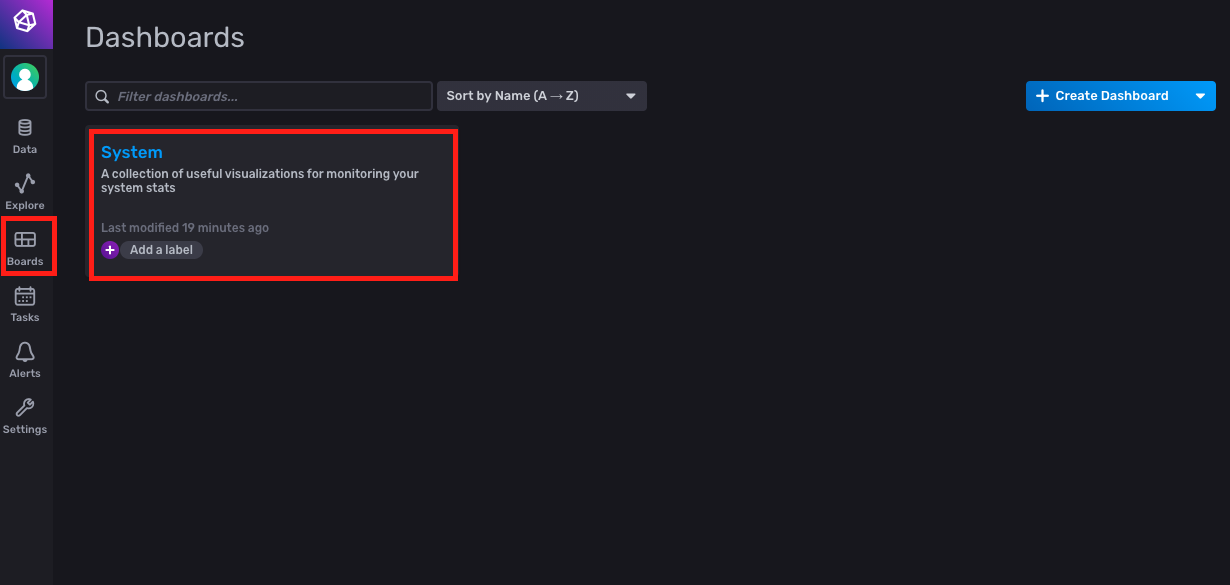 Dashboards
Filter dashboards...
Sort by Name (A → Z)
Create Dashboard
Data
Explore
Boards
Tasks
Alerts
Settings
System
A collection of useful visualizations for monitoring your
system stats
Last modified 19 minutes ago
Add a label